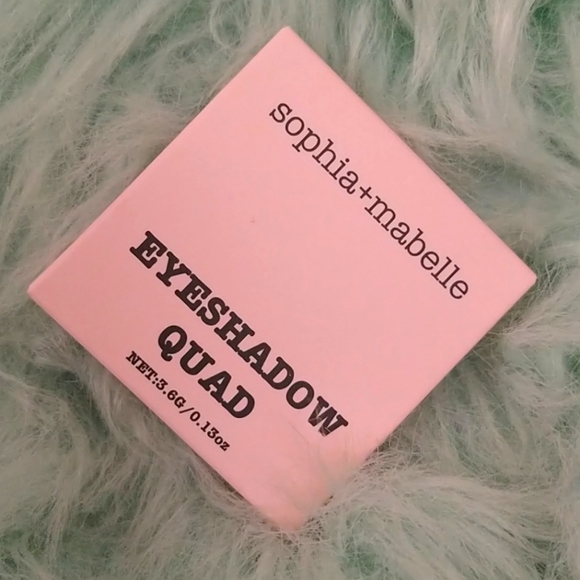 sophia+mabelle
EYESHADOW
QUAD
NET:3.6G/0.13oz